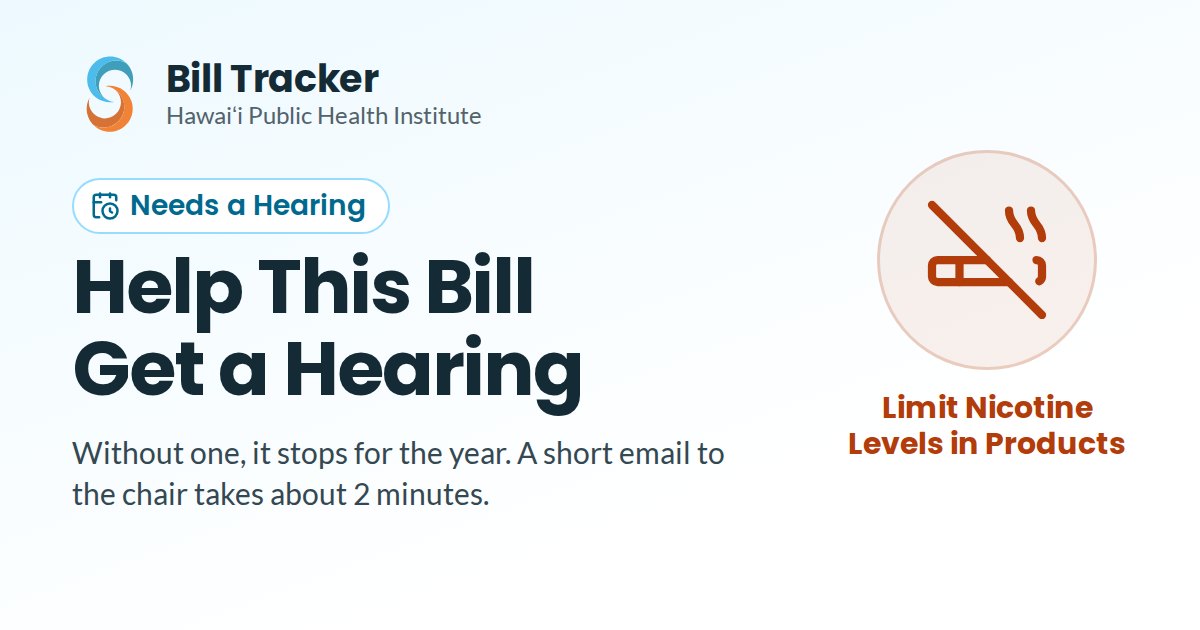 Bill Tracker
Hawaiʻi Public Health Institute
Needs a Hearing
Help This Bill
Get a Hearing
Without one, it stops for the year. A short email to
the chair takes about 2 minutes.
Limit Nicotine
Levels in Products